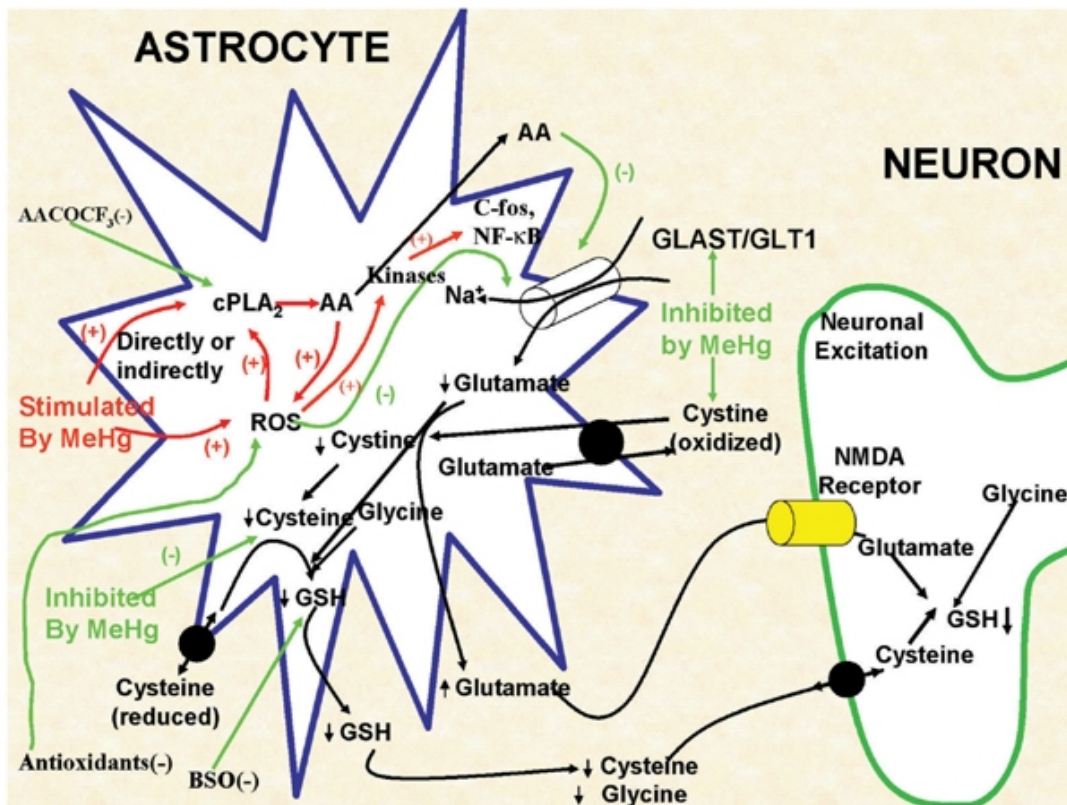 ASTROCYTE
NEURON
AA
(-)
AACOCF₃(-)
C-fos,
NF-κB
(+)
Kinases
GLAST/GLT1
cPLA₂
AA
Na⁺
(+)
Directly or
indirectly
(+)
(+)
(+)
(-)
Inhibited
by MeHg
Neuronal
Excitation
Stimulated
By MeHg
(+)
ROS
↓ Glutamate
↓ Cystine
Cystine
(oxidized)
Glutamate
NMDA
Receptor
Glycine
↓Cysteine
Glycine
(-)
Glutamate
Inhibited
By MeHg
↓ GSH
GSH↓
Cysteine
Cysteine
(reduced)
↑ Glutamate
↓ GSH
Antioxidants(-)
BSO(-)
↓ Cysteine
↓ Glycine